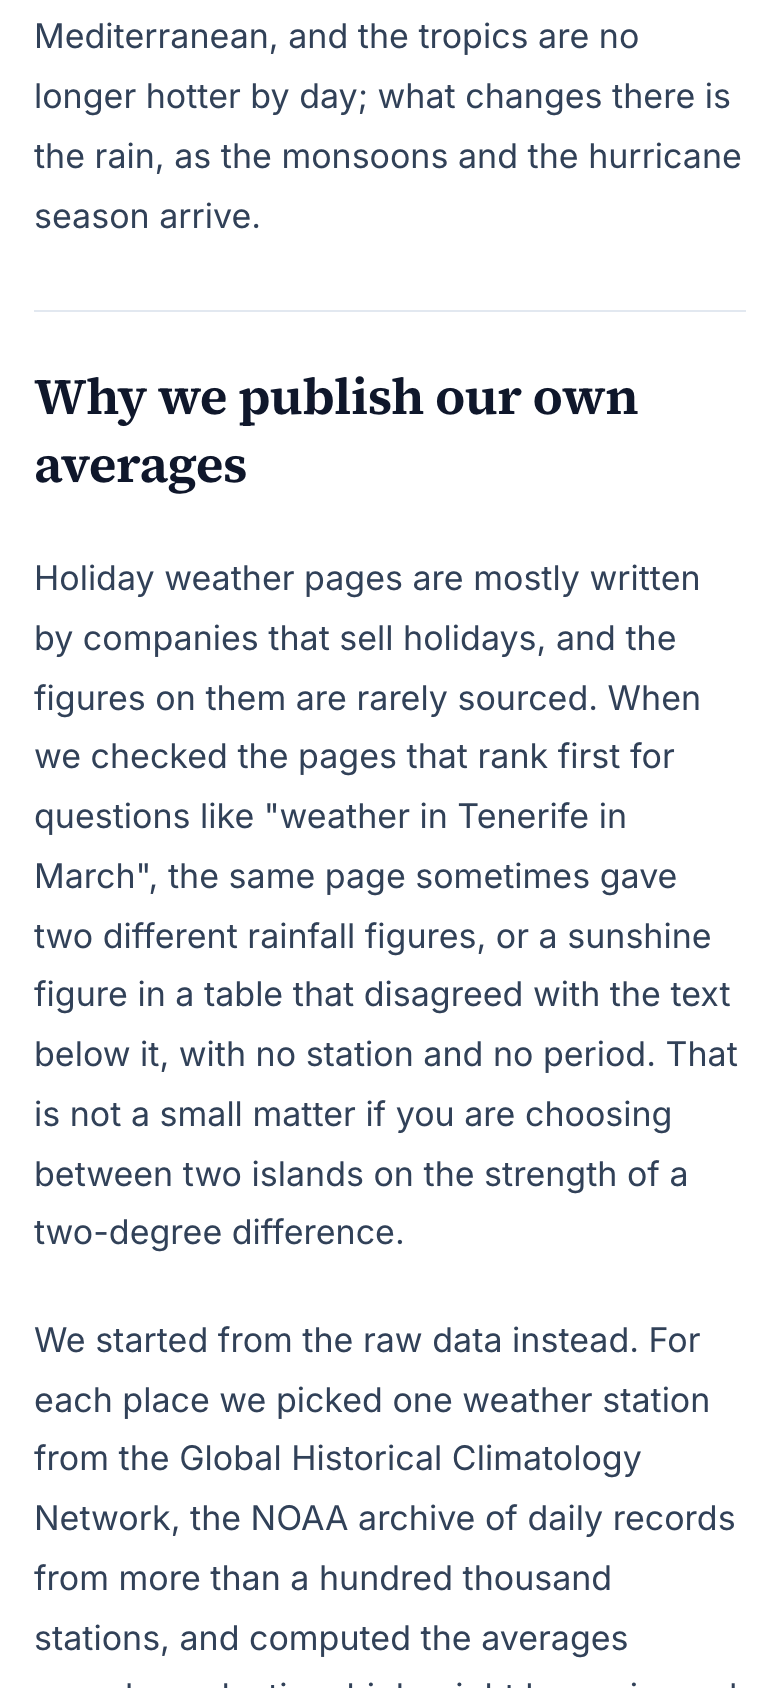 Mediterranean, and the tropics are no
longer hotter by day; what changes there is
the rain, as the monsoons and the hurricane
season arrive.
Why we publish our own
averages
Holiday weather pages are mostly written
by companies that sell holidays, and the
figures on them are rarely sourced. When
we checked the pages that rank first for
questions like "weather in Tenerife in
March", the same page sometimes gave
two different rainfall figures, or a sunshine
figure in a table that disagreed with the text
below it, with no station and no period. That
is not a small matter if you are choosing
between two islands on the strength of a
two-degree difference.
We started from the raw data instead. For
each place we picked one weather station
from the Global Historical Climatology
Network, the NOAA archive of daily records
from more than a hundred thousand
stations, and computed the averages